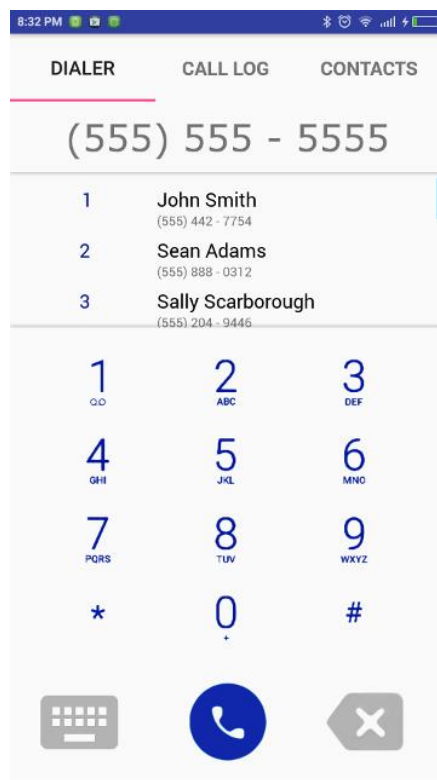 8:32 PM
DIALER CALL LOG CONTACTS
(555) 555 - 5555
1 John Smith
(555) 442 - 7754
2 Sean Adams
(555) 888 - 0312
3 Sally Scarborough
(555) 204 - 9446
1 2 3
ABC DEF
4 5 6
GHI JKL MNO
7 8 9
PQRS TUV WXYZ
* 0 #
+